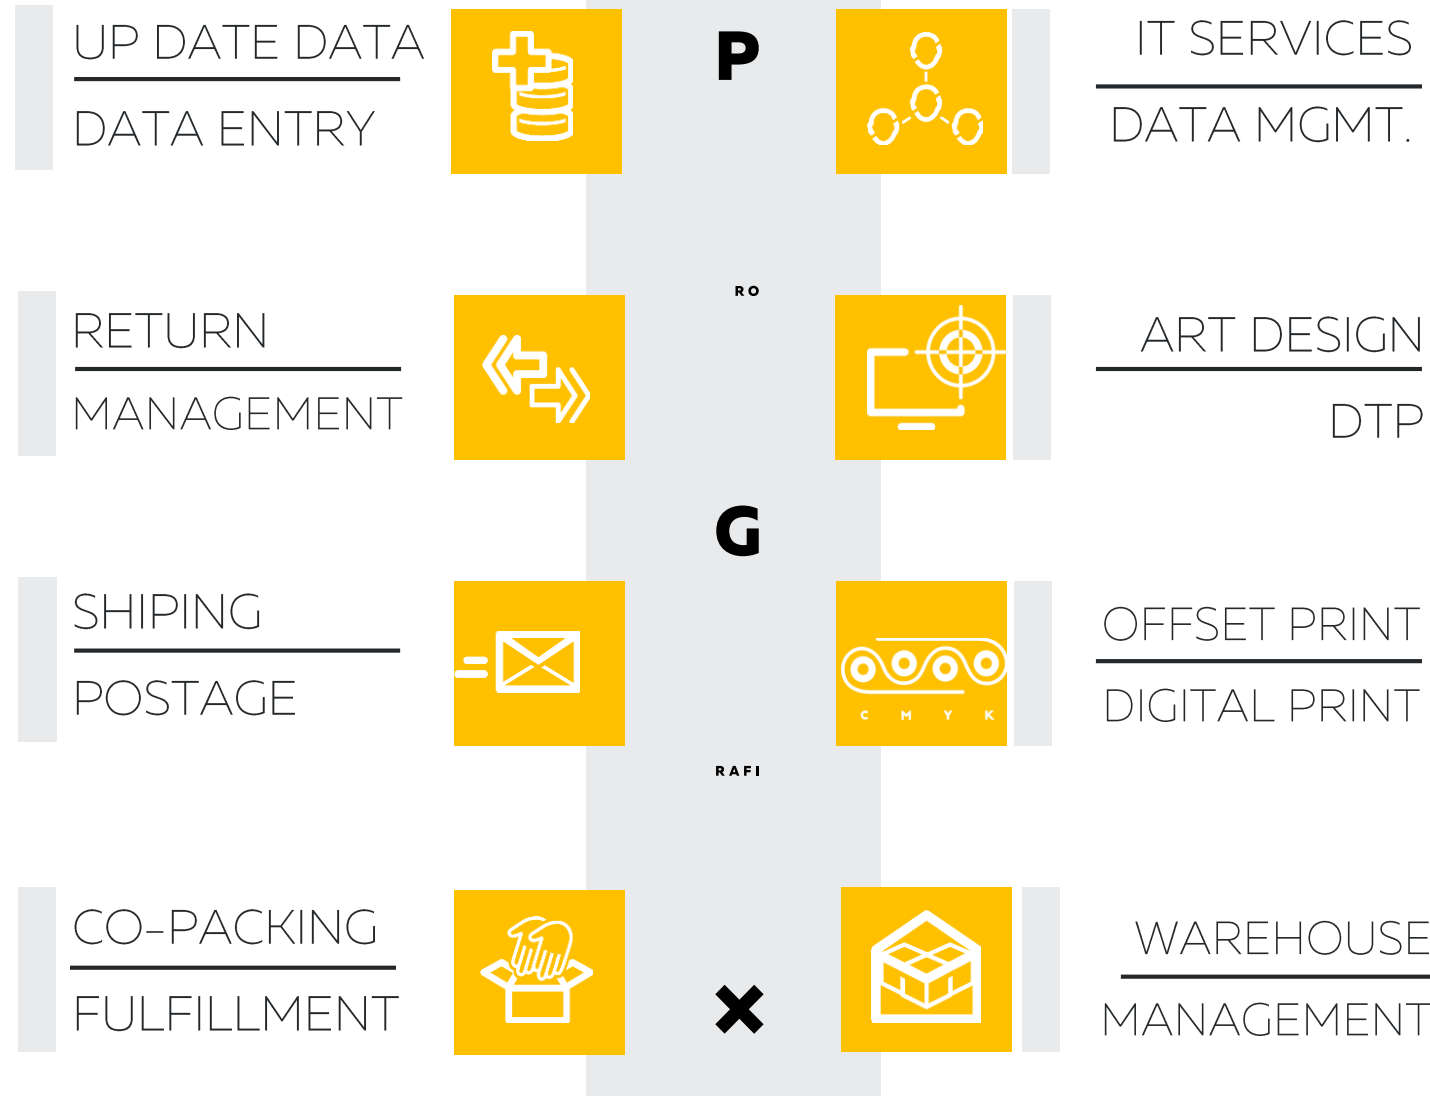 UP DATE DATA
DATA ENTRY
RETURN
MANAGEMENT
SHIPING
POSTAGE
CO-PACKING
FULFILLMENT
P
RO
G
RAFI
X
IT SERVICES
DATA MGMT.
ART DESIGN
DTP
C M Y K
OFFSET PRINT
DIGITAL PRINT
WAREHOUSE
MANAGEMENT